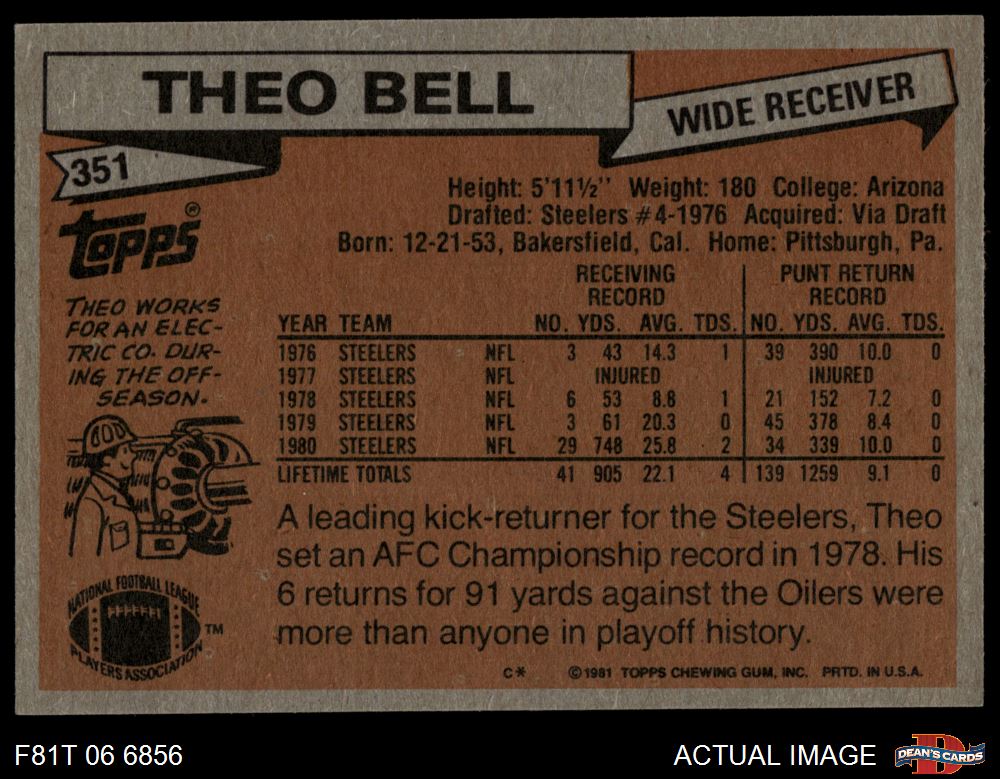 THEO BELL
WIDE RECEIVER
351
Topps®
Height: 5'11½" Weight: 180 College: Arizona
Drafted: Steelers #4-1976 Acquired: Via Draft
Born: 12-21-53, Bakersfield, Cal. Home: Pittsburgh, Pa.
THEO WORKS
FOR AN ELEC-
TRIC CO. DUR-
ING THE OFF-
SEASON.
RECEIVING PUNT RETURN
RECORD RECORD
YEAR TEAM NO. YDS. AVG. TDS. NO. YDS. AVG. TDS.
1976 STEELERS NFL 3 43 14.3 1 39 390 10.0 0
1977 STEELERS NFL INJURED INJURED
1978 STEELERS NFL 6 53 8.8 1 21 152 7.2 0
1979 STEELERS NFL 3 61 20.3 0 45 378 8.4 0
1980 STEELERS NFL 29 748 25.8 2 34 339 10.0 0
LIFETIME TOTALS 41 905 22.1 4 139 1259 9.1 0
A leading kick-returner for the Steelers, Theo
set an AFC Championship record in 1978. His
6 returns for 91 yards against the Oilers were
more than anyone in playoff history.
NATIONAL FOOTBALL LEAGUE
PLAYERS ASSOCIATION
TM
C* ©1981 TOPPS CHEWING GUM, INC. PRTD. IN U.S.A.
F81T 06 6856
ACTUAL IMAGE
D
DEAN'S CARDS